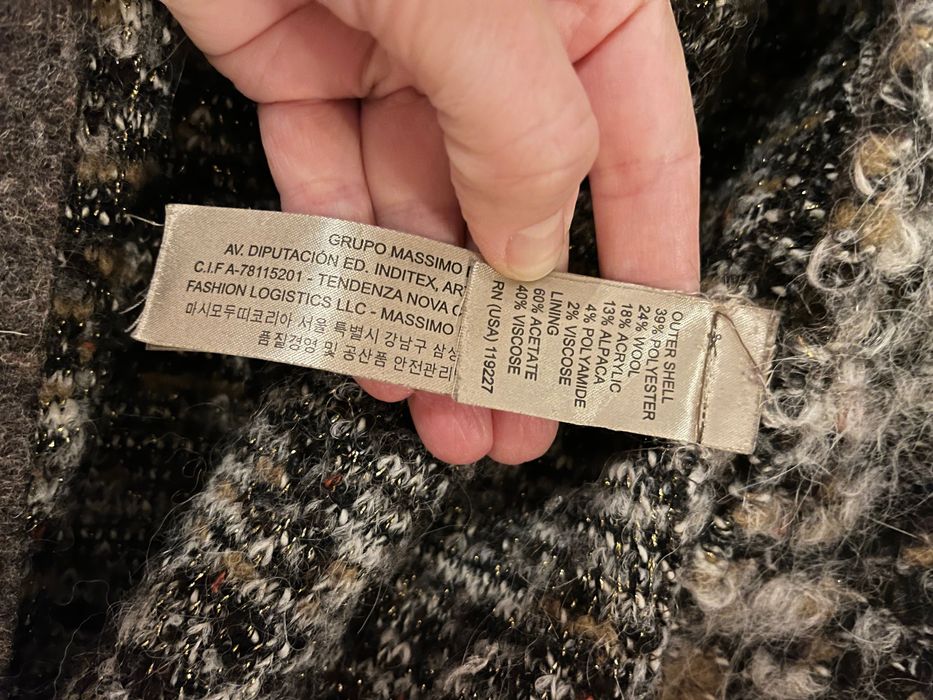 GRUPO MASSIMO
AV. DIPUTACIÓN ED. INDITEX, AR
C.I.F A-78115201 - TENDENZA NOVA
FASHION LOGISTICS LLC - MASSIMO
마시모두띠코리아 서울 특별시 강남구 삼성
품질경영 및 공산품 안전관리
OUTER SHELL
39% POLYESTER
24% WOOL
18% ACRYLIC
13% ALPACA
4% POLYAMIDE
2% VISCOSE
LINING
60% ACETATE
40% VISCOSE
RN (USA) 119227